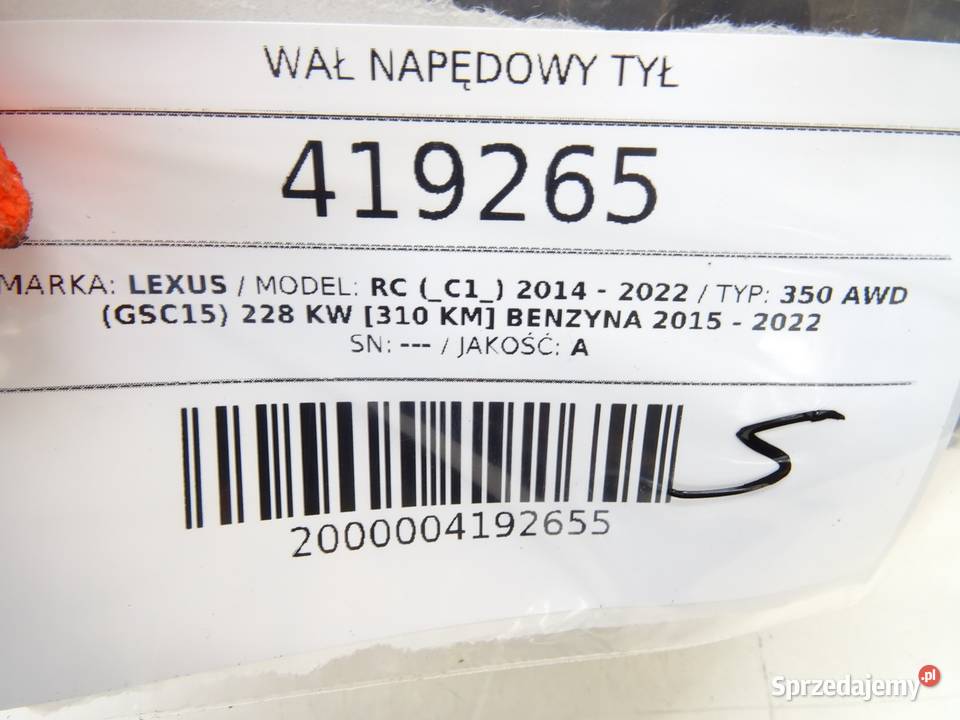 WAŁ NAPĘDOWY TYŁ
419265
MARKA: LEXUS / MODEL: RC (_C1_) 2014 - 2022 / TYP: 350 AWD
(GSC15) 228 KW [310 KM] BENZYNA 2015 - 2022
SN: --- / JAKOŚĆ: A
S
2000004192655
Sprzedajemy.pl